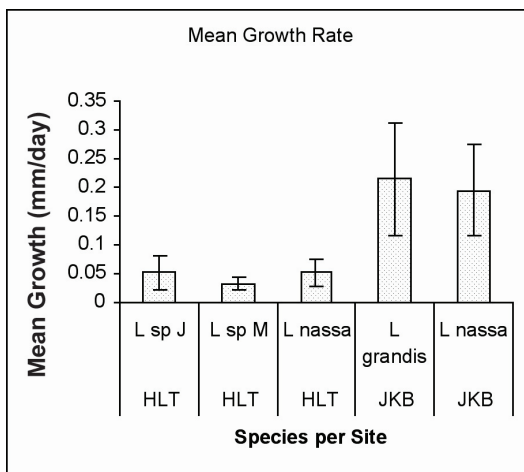 Mean Growth Rate
Mean Growth (mm/day)
0.35
0.3
0.25
0.2
0.15
0.1
0.05
0
L sp J
L sp M
L nassa
L grandis
L nassa
HLT
HLT
HLT
JKB
JKB
Species per Site